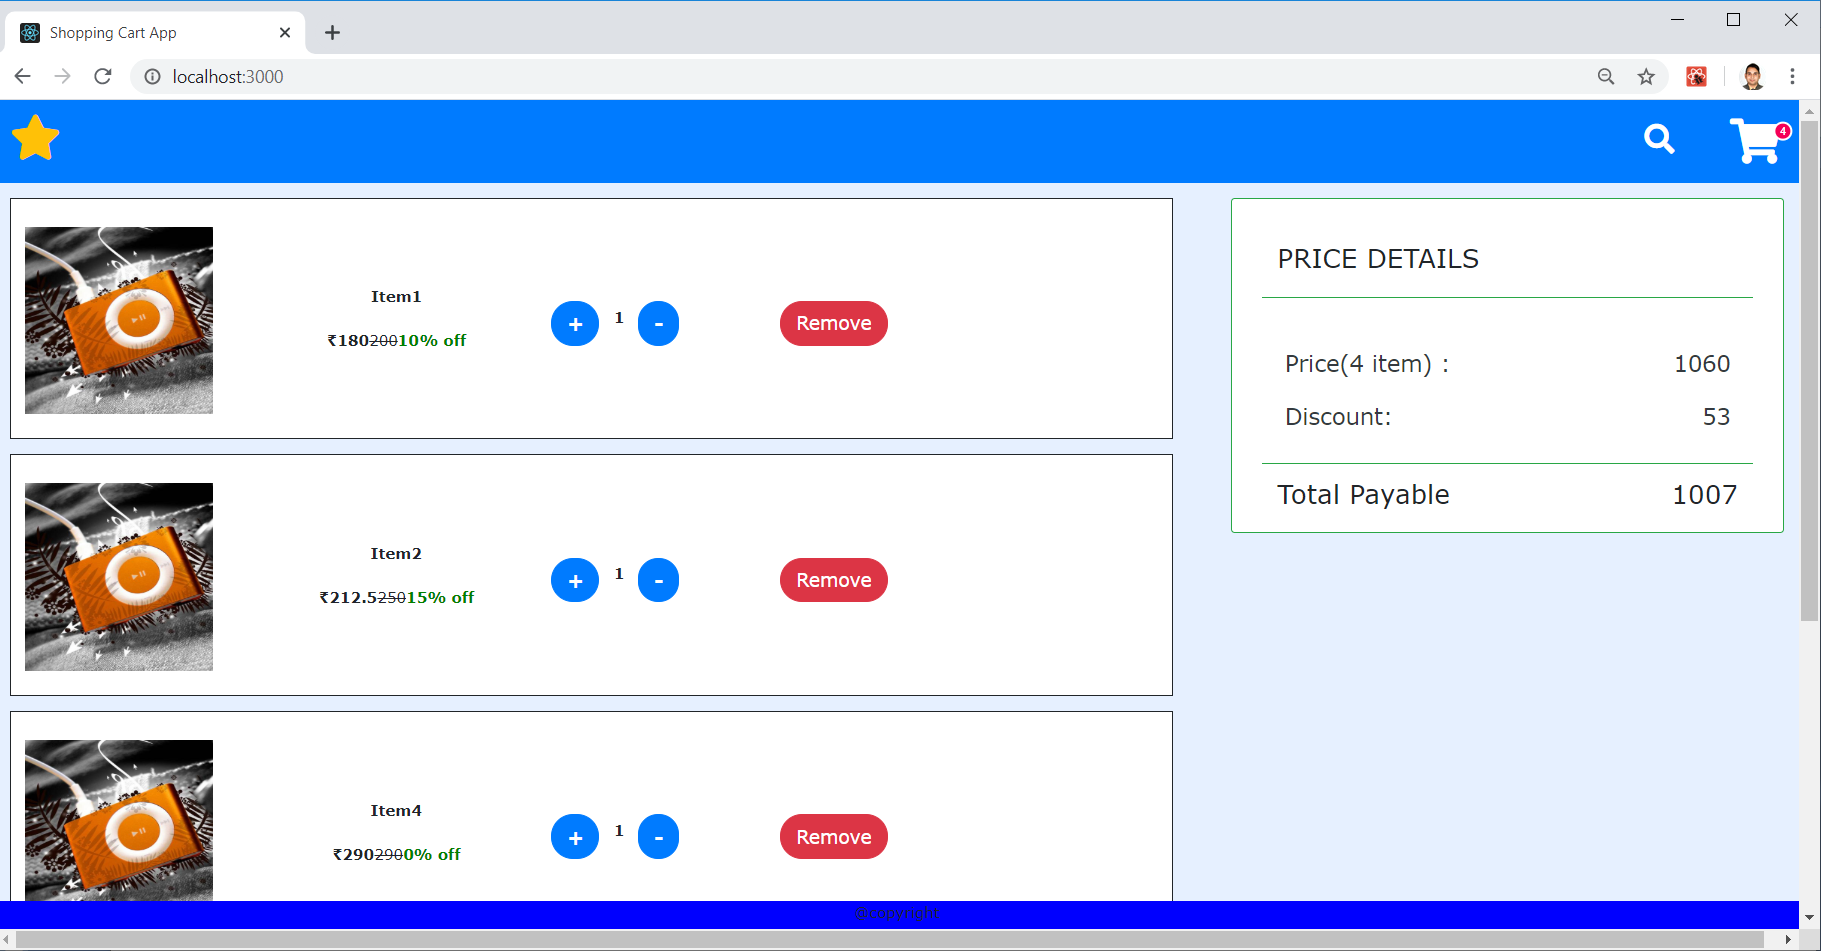 Shopping Cart App
localhost:3000
4
Item1
₹18020010% off
+ 1 -
Remove
Item2
₹212.525015% off
+ 1 -
Remove
Item4
₹2902900% off
+ 1 -
Remove
PRICE DETAILS
Price(4 item) : 1060
Discount: 53
Total Payable 1007
@copyright